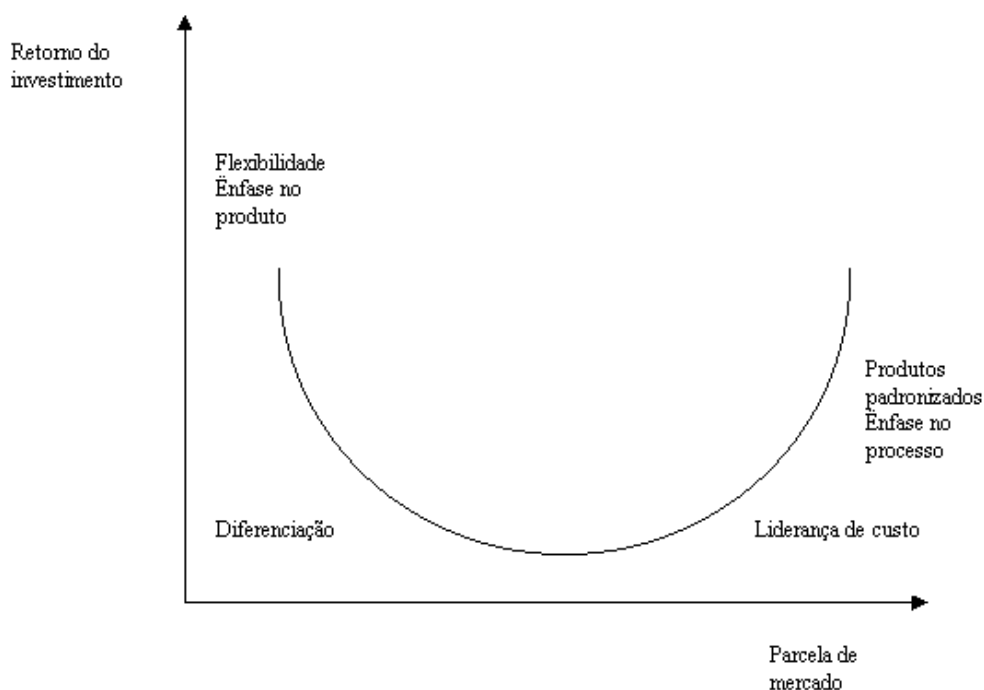 Retorno do
investimento
Flexibilidade
Ënfase no
produto
Produtos
padronizados
Ënfase no
processo
Diferenciação
Liderança de custo
Parcela de
mercado